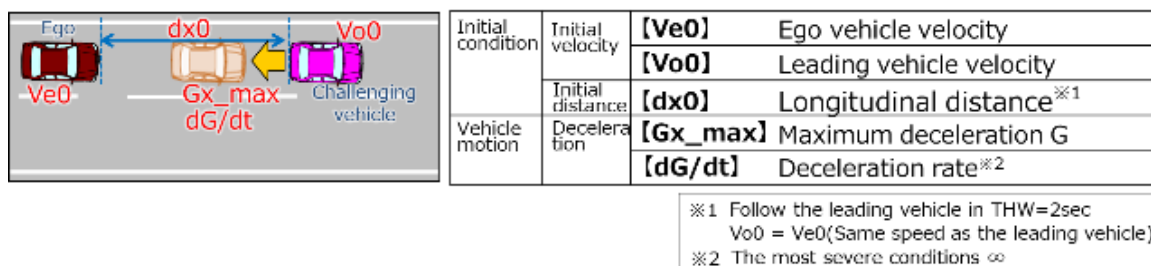 Ego
dx0
Vo0
Ve0
Gx_max
dG/dt
Challenging
vehicle
Initial
condition
Initial
velocity
【Ve0】 Ego vehicle velocity
【Vo0】 Leading vehicle velocity
Initial
distance
【dx0】 Longitudinal distance※1
Vehicle
motion
Decelera
tion
【Gx_max】 Maximum deceleration G
【dG/dt】 Deceleration rate※2
※1 Follow the leading vehicle in THW=2sec
Vo0 = Ve0(Same speed as the leading vehicle)
※2 The most severe conditions ∞